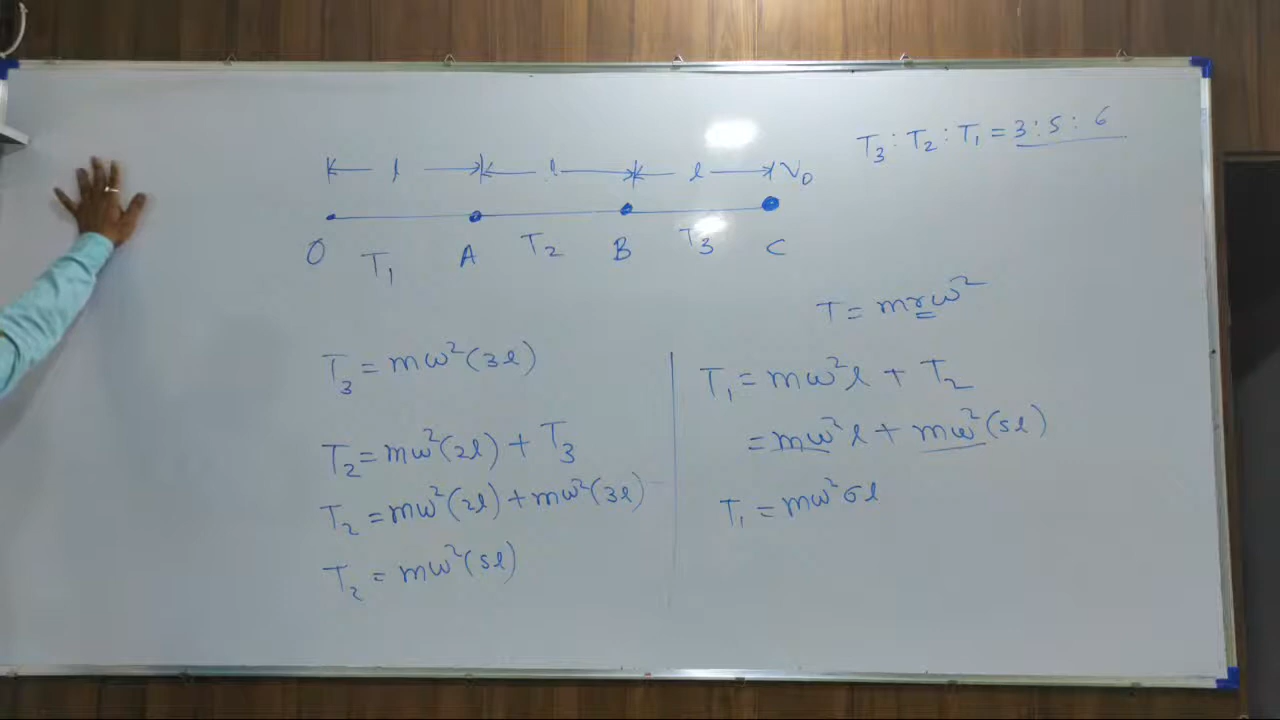 T₃ : T₂ : T₁ = 3 : 5 : 6
l l l V₀
O T₁ A T₂ B T₃ C
T = mrω²
T₃ = mω²(3l)
T₂ = mω²(2l) + T₃
T₂ = mω²(2l) + mω²(3l)
T₂ = mω²(5l)
T₁ = mω²l + T₂
= mω²l + mω²(5l)
T₁ = mω²6l